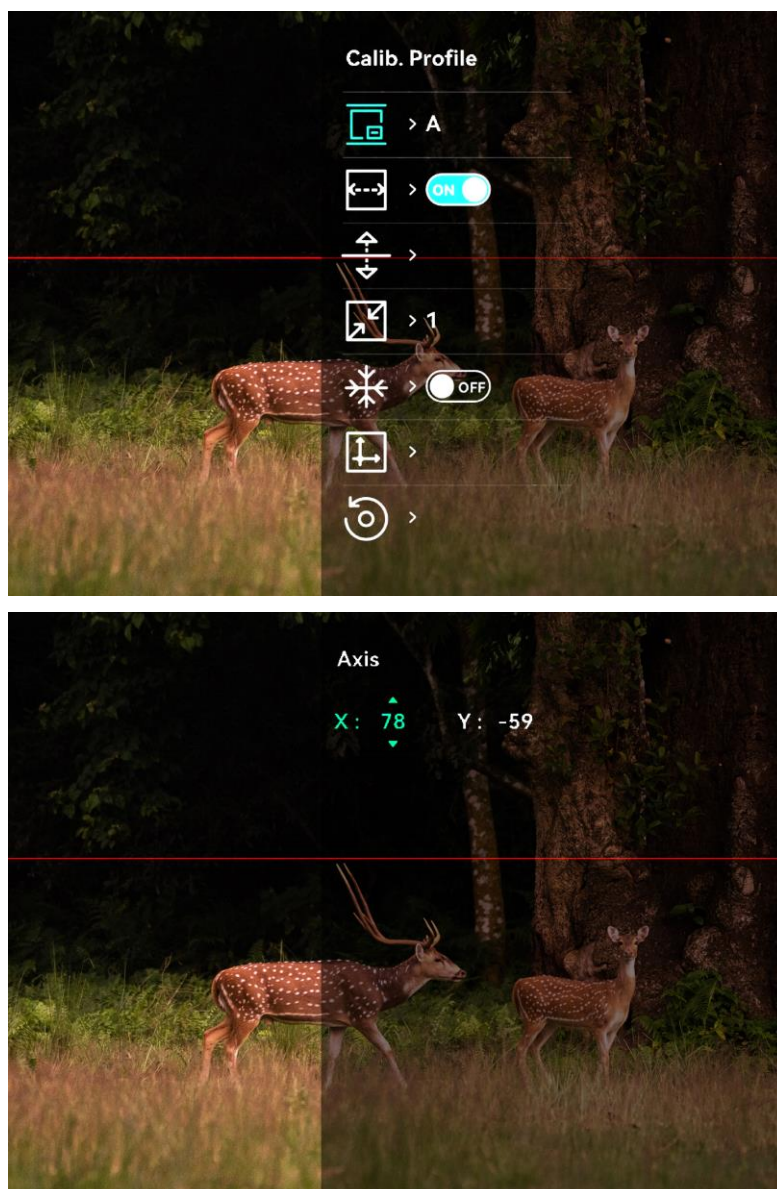 Calib. Profile
> A
> ON
>
> 1
> OFF
>
>
Axis
X : 78 Y : -59